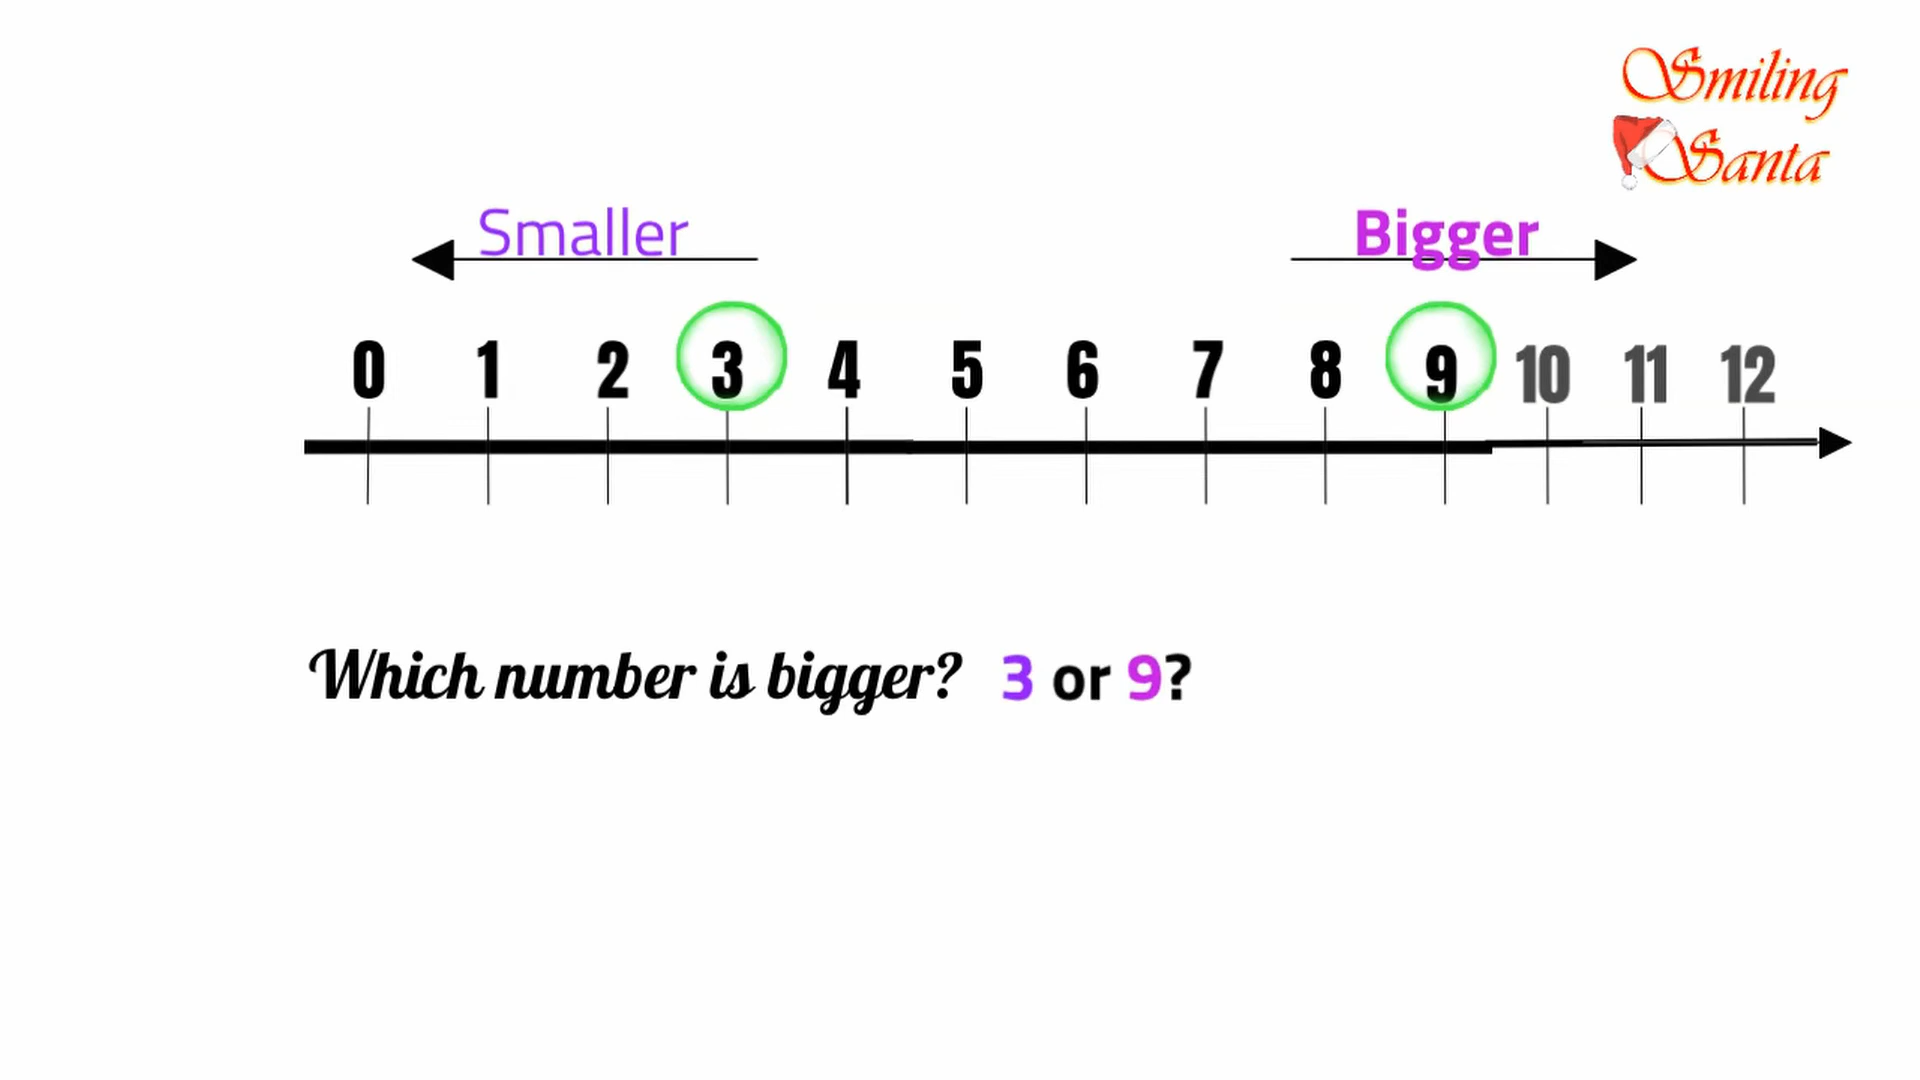 Smiling
Santa
Smaller
Bigger
0 1 2 3 4 5 6 7 8 9 10 11 12
Which number is bigger? 3 or 9?